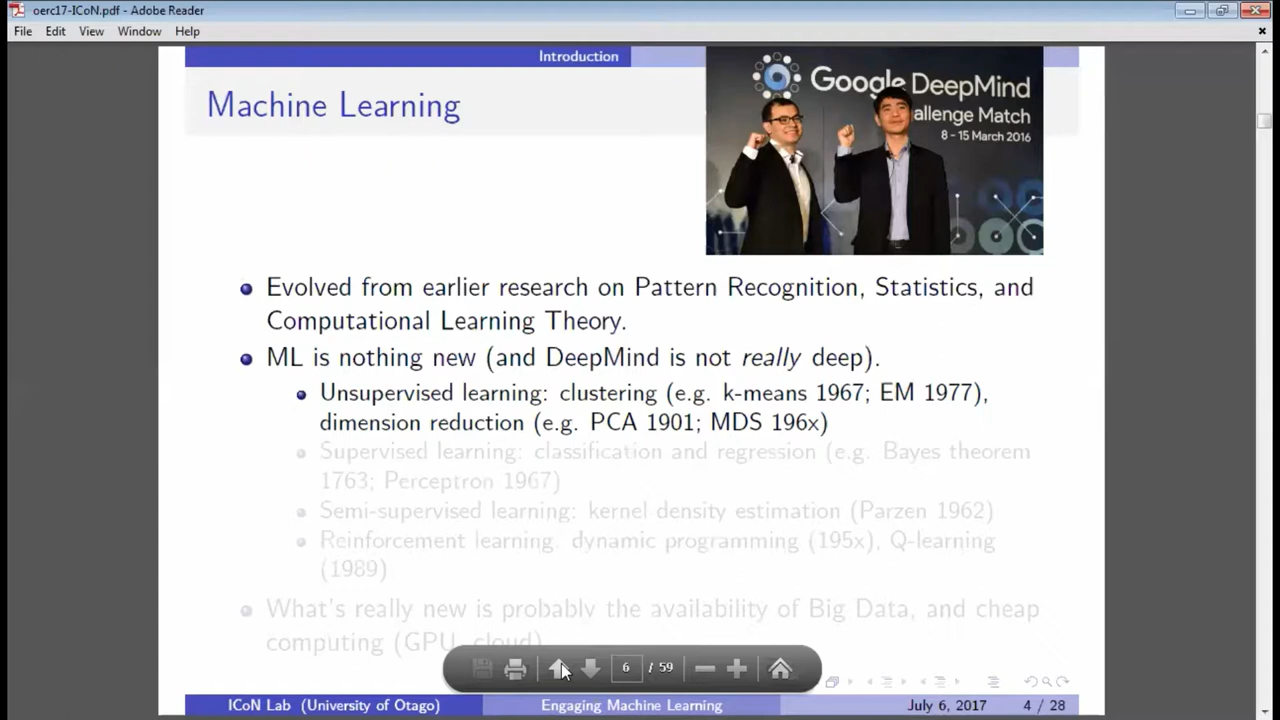 oerc17-ICoN.pdf - Adobe Reader
File Edit View Window Help
Introduction
Machine Learning
Google DeepMind
allenge Match
8 - 15 March 2016
Evolved from earlier research on Pattern Recognition, Statistics, and
Computational Learning Theory.
ML is nothing new (and DeepMind is not really deep).
Unsupervised learning: clustering (e.g. k-means 1967; EM 1977),
dimension reduction (e.g. PCA 1901; MDS 196x)
Supervised learning: classification and regression (e.g. Bayes theorem
1763; Perceptron 1967)
Semi-supervised learning: kernel density estimation (Parzen 1962)
Reinforcement learning: dynamic programming (195x), Q-learning
(1989)
What's really new is probably the availability of Big Data, and cheap
computing (GPU, cloud)
6 / 59
ICoN Lab (University of Otago) Engaging Machine Learning July 6, 2017 4 / 28